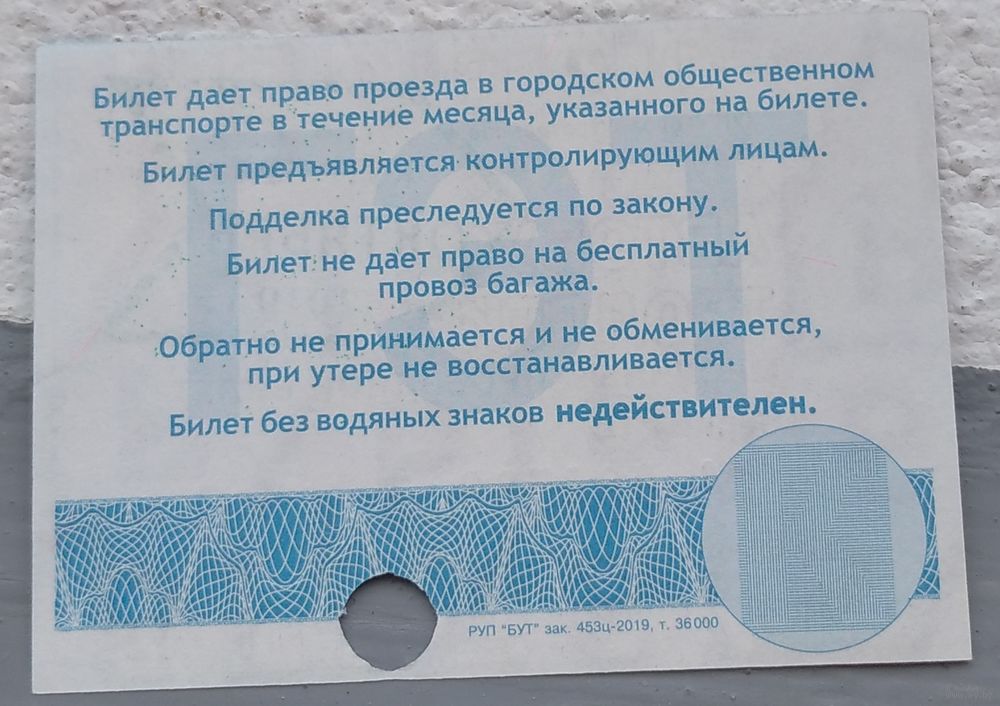 Билет дает право проезда в городском общественном
транспорте в течение месяца, указанного на билете.
Билет предъявляется контролирующим лицам.
Подделка преследуется по закону.
Билет не дает право на бесплатный
провоз багажа.
Обратно не принимается и не обменивается,
при утере не восстанавливается.
Билет без водяных знаков недействителен.
РУП "БУТ" зак. 453ц-2019, т. 36000